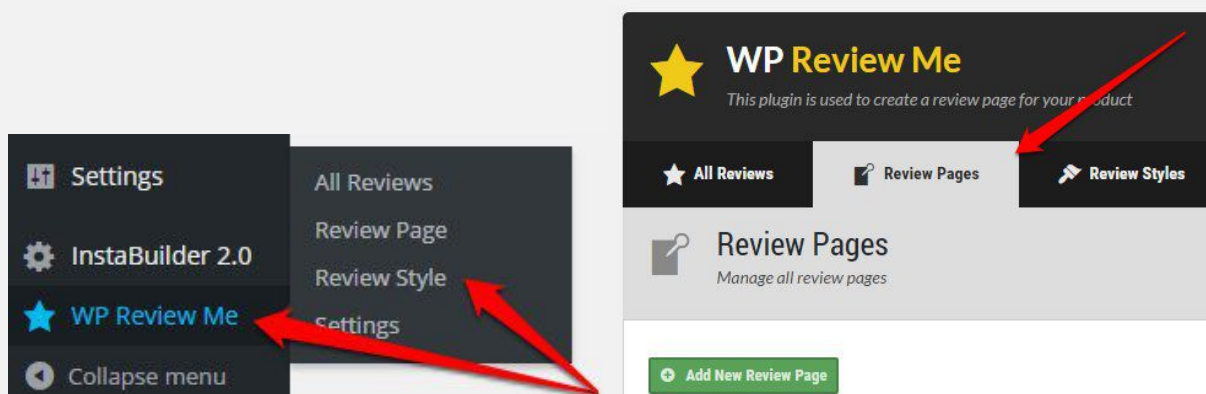 Settings
InstaBuilder 2.0
WP Review Me
Collapse menu
All Reviews
Review Page
Review Style
Settings
WP Review Me
This plugin is used to create a review page for your product
All Reviews
Review Pages
Review Styles
Review Pages
Manage all review pages
Add New Review Page